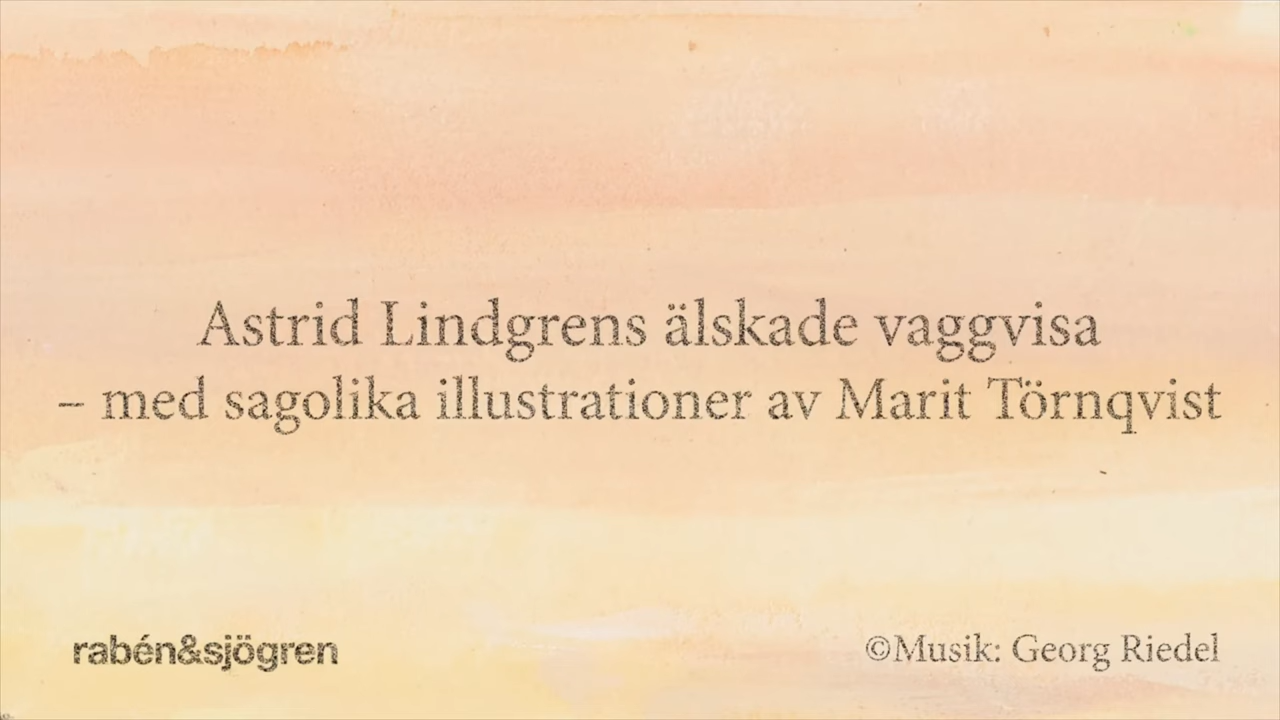 Astrid Lindgrens älskade vaggvisa
– med sagolika illustrationer av Marit Törnqvist
rabén&sjögren
©Musik: Georg Riedel